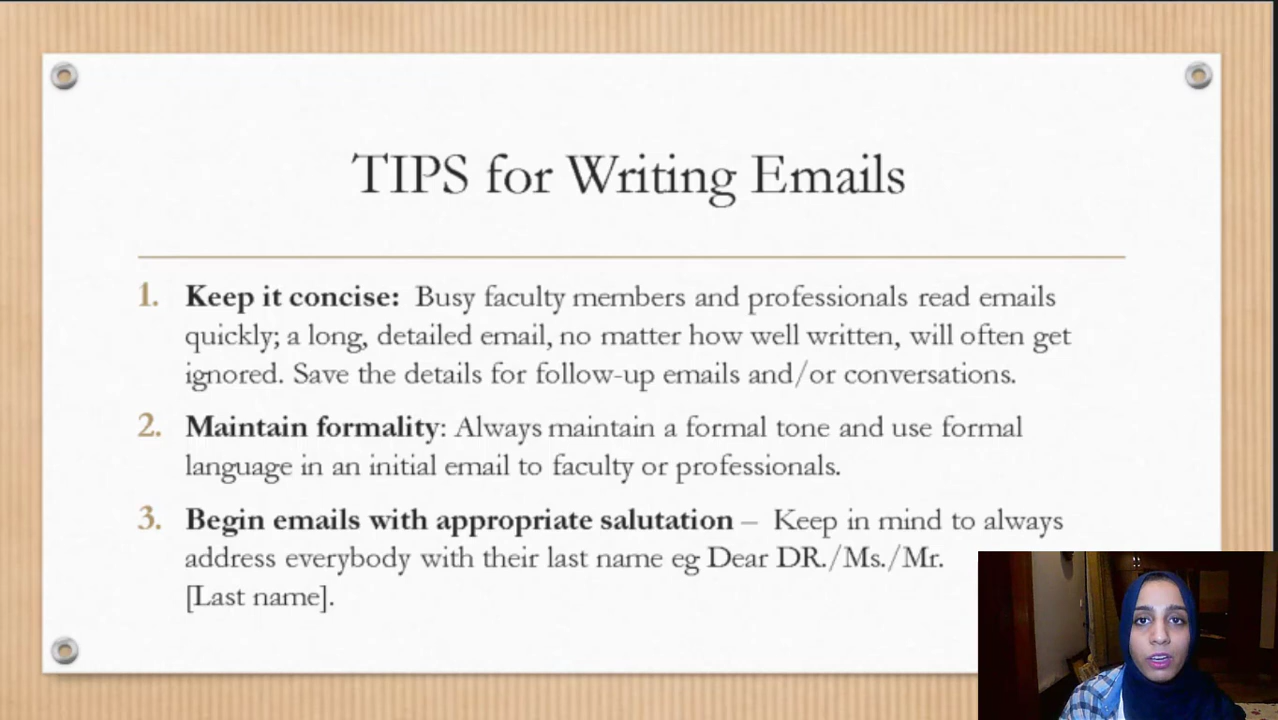 TIPS for Writing Emails
1. Keep it concise: Busy faculty members and professionals read emails
quickly; a long, detailed email, no matter how well written, will often get
ignored. Save the details for follow-up emails and/or conversations.
2. Maintain formality: Always maintain a formal tone and use formal
language in an initial email to faculty or professionals.
3. Begin emails with appropriate salutation – Keep in mind to always
address everybody with their last name eg Dear DR./Ms./Mr.
[Last name].